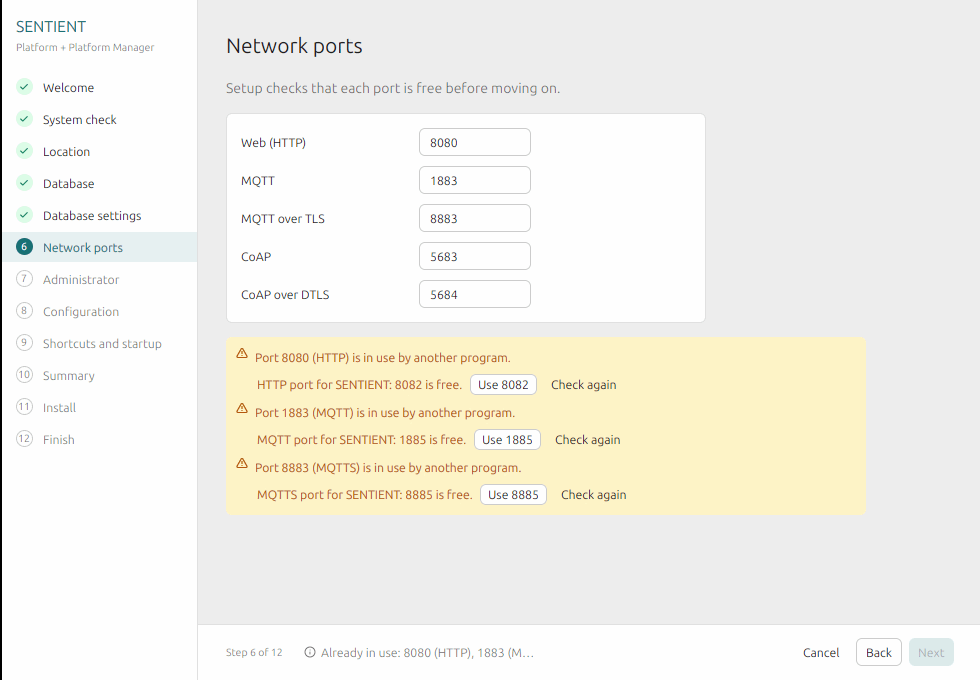 SENTIENT
Platform + Platform Manager
Welcome
System check
Location
Database
Database settings
6 Network ports
7 Administrator
8 Configuration
9 Shortcuts and startup
10 Summary
11 Install
12 Finish
Network ports
Setup checks that each port is free before moving on.
Web (HTTP) 8080
MQTT 1883
MQTT over TLS 8883
CoAP 5683
CoAP over DTLS 5684
Port 8080 (HTTP) is in use by another program.
HTTP port for SENTIENT: 8082 is free. Use 8082 Check again
Port 1883 (MQTT) is in use by another program.
MQTT port for SENTIENT: 1885 is free. Use 1885 Check again
Port 8883 (MQTTS) is in use by another program.
MQTTS port for SENTIENT: 8885 is free. Use 8885 Check again
Step 6 of 12 Already in use: 8080 (HTTP), 1883 (M... Cancel Back Next